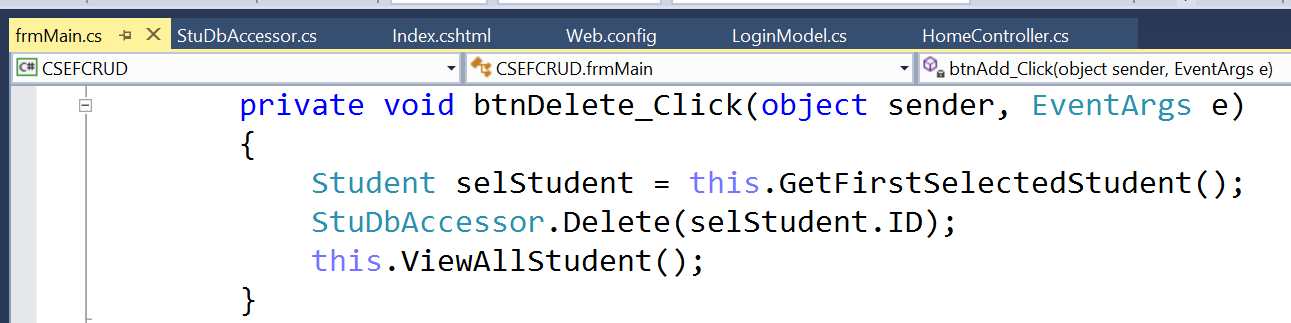 frmMain.cs StuDbAccessor.cs Index.cshtml Web.config LoginModel.cs HomeController.cs
C# CSEFCRUD CSEFCRUD.frmMain btnAdd_Click(object sender, EventArgs e)
private void btnDelete_Click(object sender, EventArgs e)
{
Student selStudent = this.GetFirstSelectedStudent();
StuDbAccessor.Delete(selStudent.ID);
this.ViewAllStudent();
}